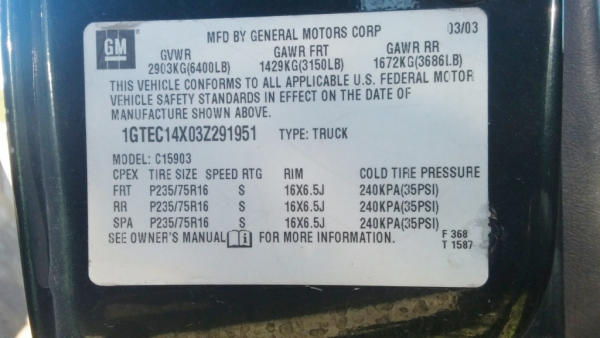 GM
MFD BY GENERAL MOTORS CORP 03/03
GVWR GAWR FRT GAWR RR
2903KG(6400LB) 1429KG(3150LB) 1672KG(3686LB)
THIS VEHICLE CONFORMS TO ALL APPLICABLE U.S. FEDERAL MOTOR
VEHICLE SAFETY STANDARDS IN EFFECT ON THE DATE OF
MANUFACTURE SHOWN ABOVE.
1GTEC14X03Z291951 TYPE: TRUCK
MODEL: C15903
CPEX TIRE SIZE SPEED RTG RIM COLD TIRE PRESSURE
FRT P235/75R16 S 16X6.5J 240KPA(35PSI)
RR P235/75R16 S 16X6.5J 240KPA(35PSI)
SPA P235/75R16 S 16X6.5J 240KPA(35PSI)
SEE OWNER'S MANUAL FOR MORE INFORMATION. F 368
T 1587